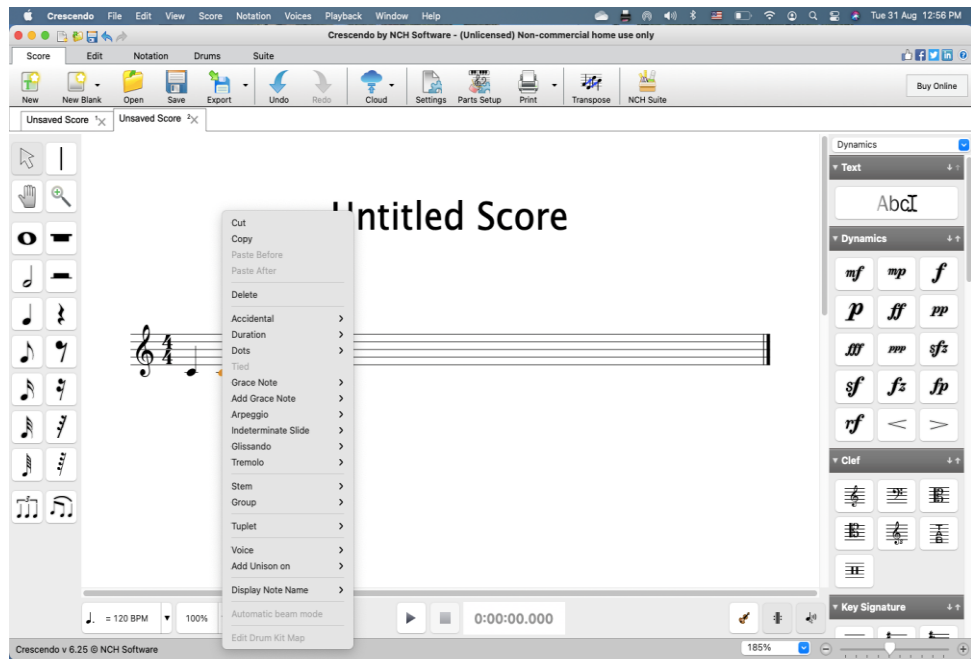 Crescendo File Edit View Score Notation Voices Playback Window Help Tue 31 Aug 12:56 PM
Crescendo by NCH Software - (Unlicensed) Non-commercial home use only
Score Edit Notation Drums Suite
New New Blank Open Save Export Undo Redo Cloud Settings Parts Setup Print Transpose NCH Suite Buy Online
Unsaved Score 1 Unsaved Score 2
Dynamics
Text
Abc
Untitled Score
Cut
Copy
Paste Before
Paste After
Delete
Accidental
Duration
Dots
Tied
Grace Note
Add Grace Note
Arpeggio
Indeterminate Slide
Glissando
Tremolo
Stem
Group
Tuplet
Voice
Add Unison on
Display Note Name
Automatic beam mode
Edit Drum Kit Map
Dynamics
mf mp f
p ff pp
fff ppp sfz
sf fz fp
rf < >
Clef
Key Signature
= 120 BPM 100% 0:00:00.000
Crescendo v 6.25 © NCH Software 185%